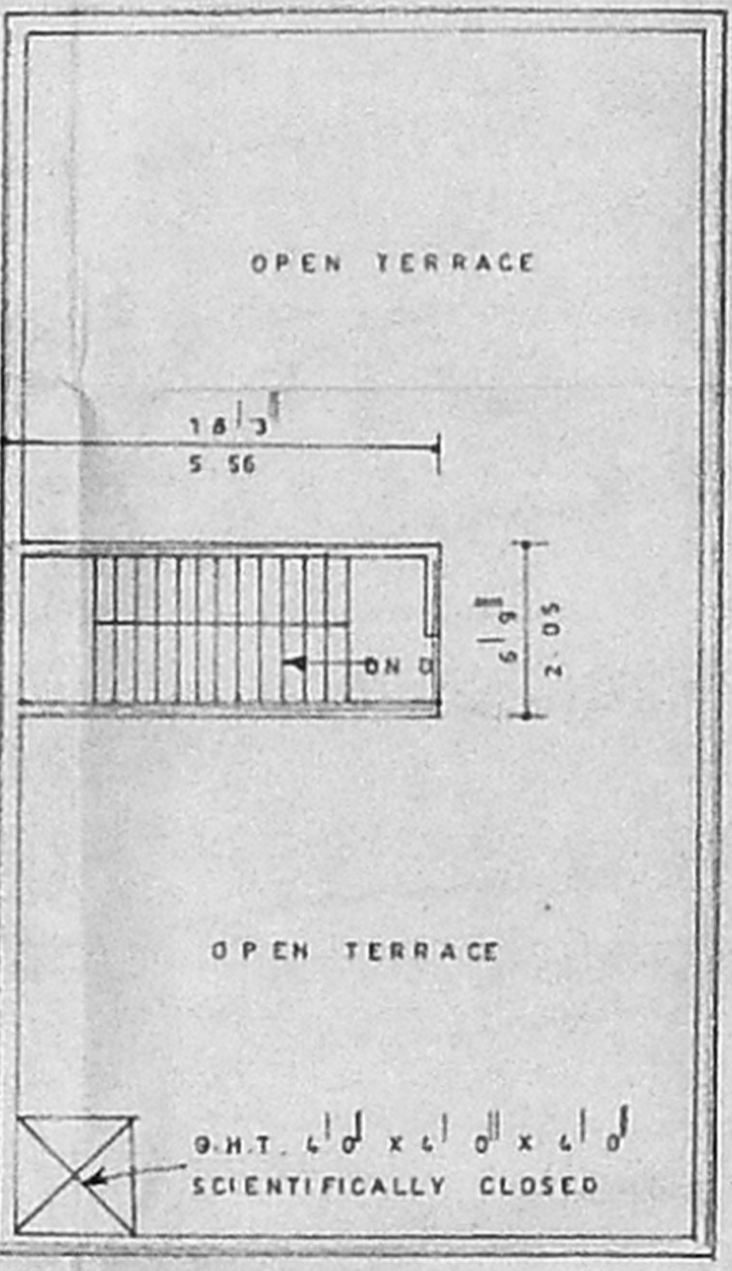 OPEN TERRACE
18' 3"
5.56
6' 9"
2.05
DN
OPEN TERRACE
O.H.T. 4' 0" X 4' 0" X 4' 0"
SCIENTIFICALLY CLOSED